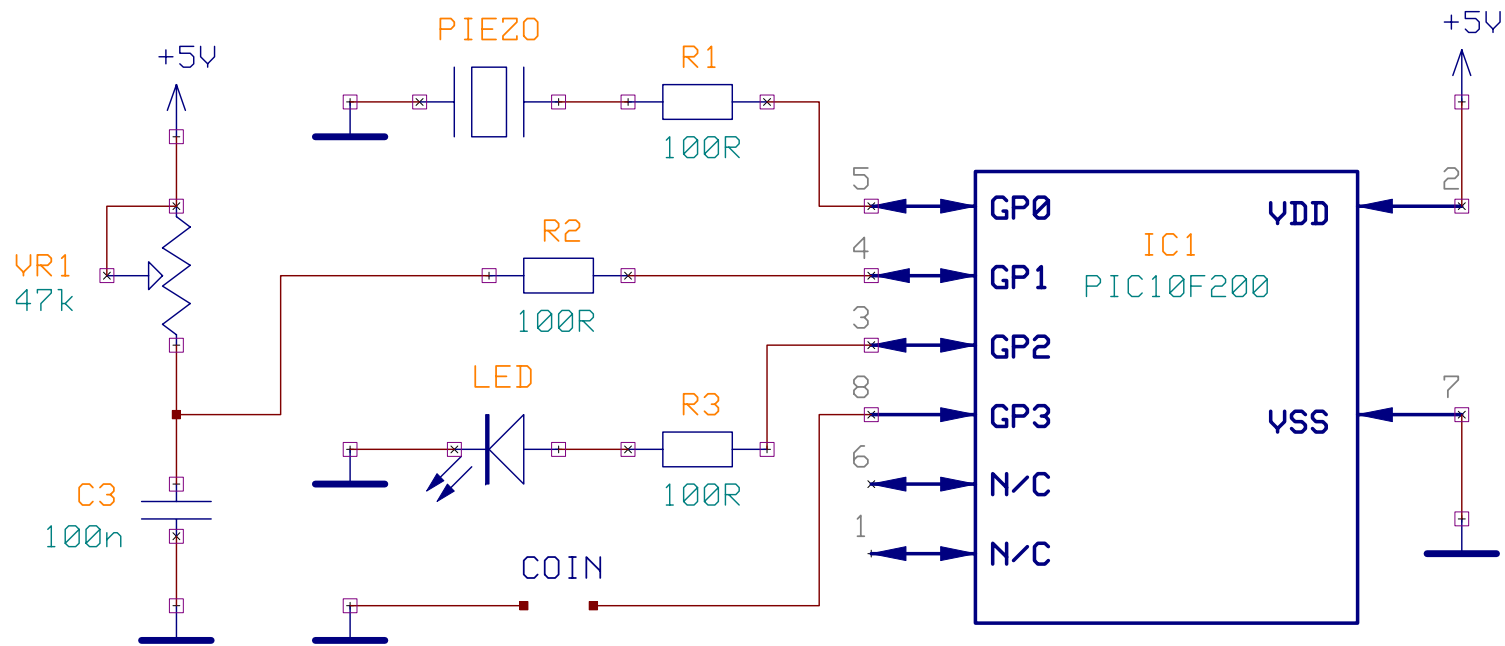 +5V
PIEZO
R1
100R
+5V
VR1
47k
R2
100R
LED
R3
100R
C3
100n
COIN
5
GP0
4
GP1
3
GP2
8
GP3
6
N/C
1
N/C
IC1
PIC10F200
2
VDD
7
VSS